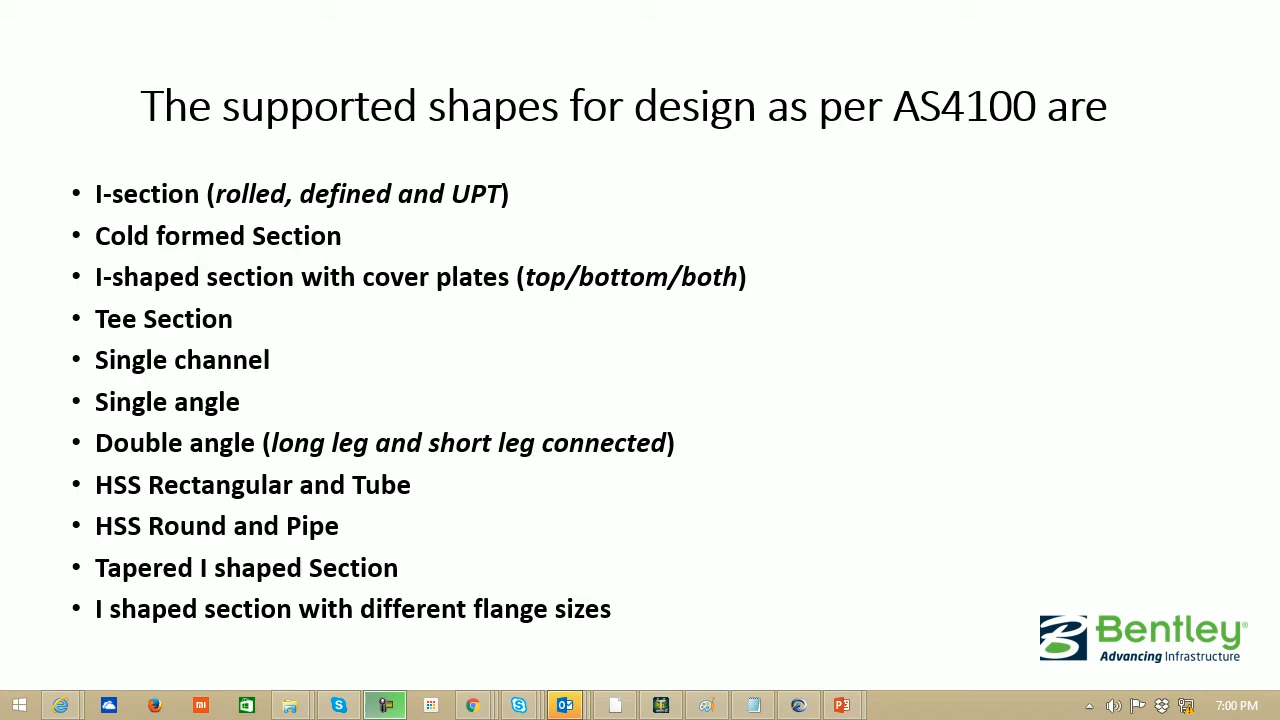 The supported shapes for design as per AS4100 are
• I-section (rolled, defined and UPT)
• Cold formed Section
• I-shaped section with cover plates (top/bottom/both)
• Tee Section
• Single channel
• Single angle
• Double angle (long leg and short leg connected)
• HSS Rectangular and Tube
• HSS Round and Pipe
• Tapered I shaped Section
• I shaped section with different flange sizes
Bentley®
Advancing Infrastructure
7:00 PM